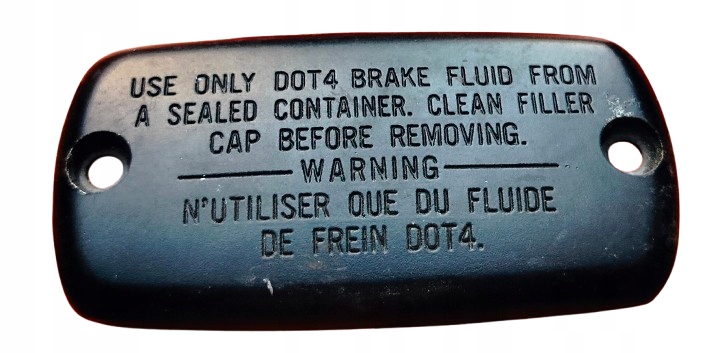 USE ONLY DOT4 BRAKE FLUID FROM
A SEALED CONTAINER. CLEAN FILLER
CAP BEFORE REMOVING.
WARNING
N'UTILISER QUE DU FLUIDE
DE FREIN DOT4.